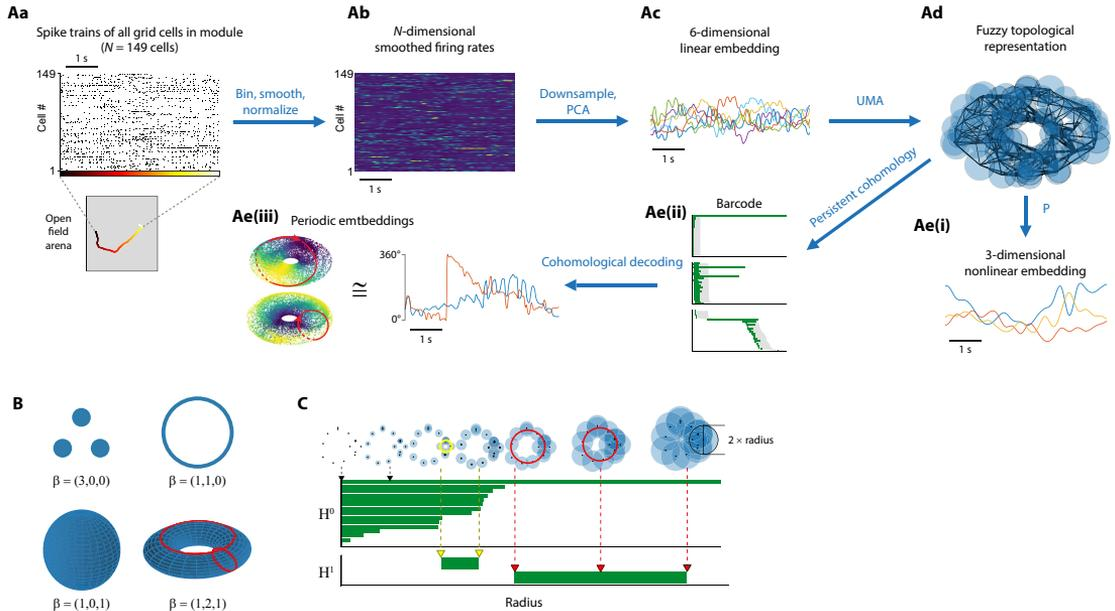 Aa
Spike trains of all grid cells in module
(N = 149 cells)
1 s
149
Cell #
1
Open
field
arena
Bin, smooth,
normalize
Ab
N-dimensional
smoothed firing rates
149
Cell #
1
1 s
Downsample,
PCA
Ac
6-dimensional
linear embedding
1 s
UMA
Ad
Fuzzy topological
representation
Persistent cohomology
P
Ae(i)
3-dimensional
nonlinear embedding
1 s
Ae(ii)
Barcode
Cohomological decoding
Ae(iii)
Periodic emtbeddings
≅
360°
0°
1 s
B
β = (3,0,0)
β = (1,1,0)
β = (1,0,1)
β = (1,2,1)
C
2 × radius
H⁰
H¹
Radius